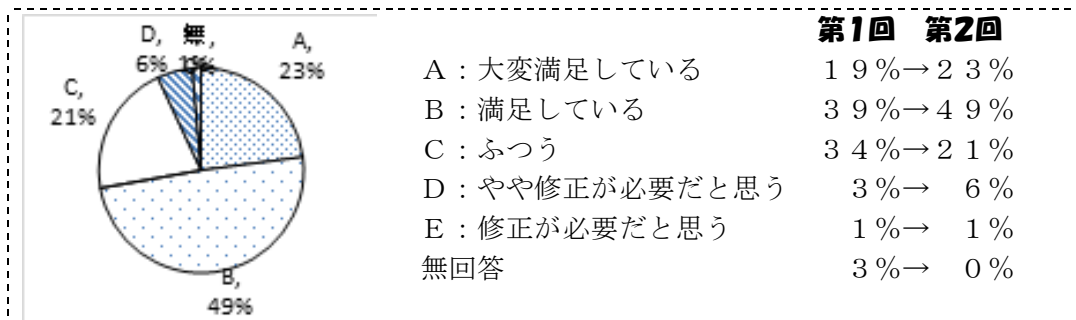 第1回 第2回
D, 無, A,
6% 1% 23%
C,
21%
B,
49%
A：大変満足している 19%→23%
B：満足している 39%→49%
C：ふつう 34%→21%
D：やや修正が必要だと思う 3%→ 6%
E：修正が必要だと思う 1%→ 1%
無回答 3%→ 0%